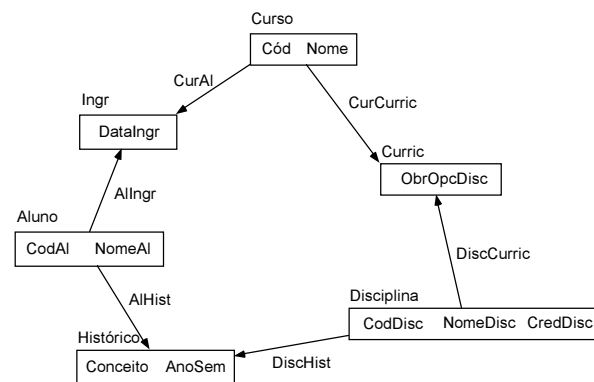 Curso
Cód Nome
CurAl
Ingr
CurCurric
DataIngr
Curric
ObrOpcDisc
AlIngr
Aluno
CodAl NomeAl
DiscCurric
AlHist
Disciplina
CodDisc NomeDisc CredDisc
Histórico
Conceito AnoSem
DiscHist